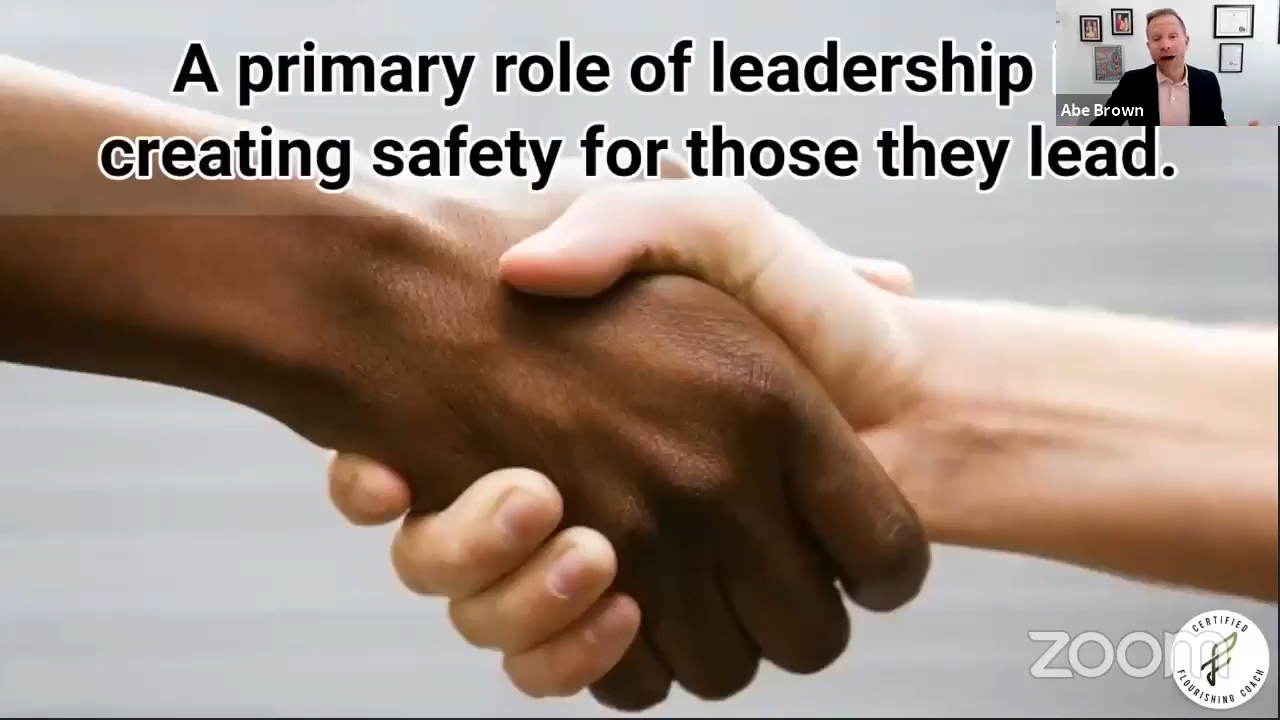 A primary role of leadership
creating safety for those they lead.
Abe Brown
zoom
CERTIFIED
FLOURISHING COACH